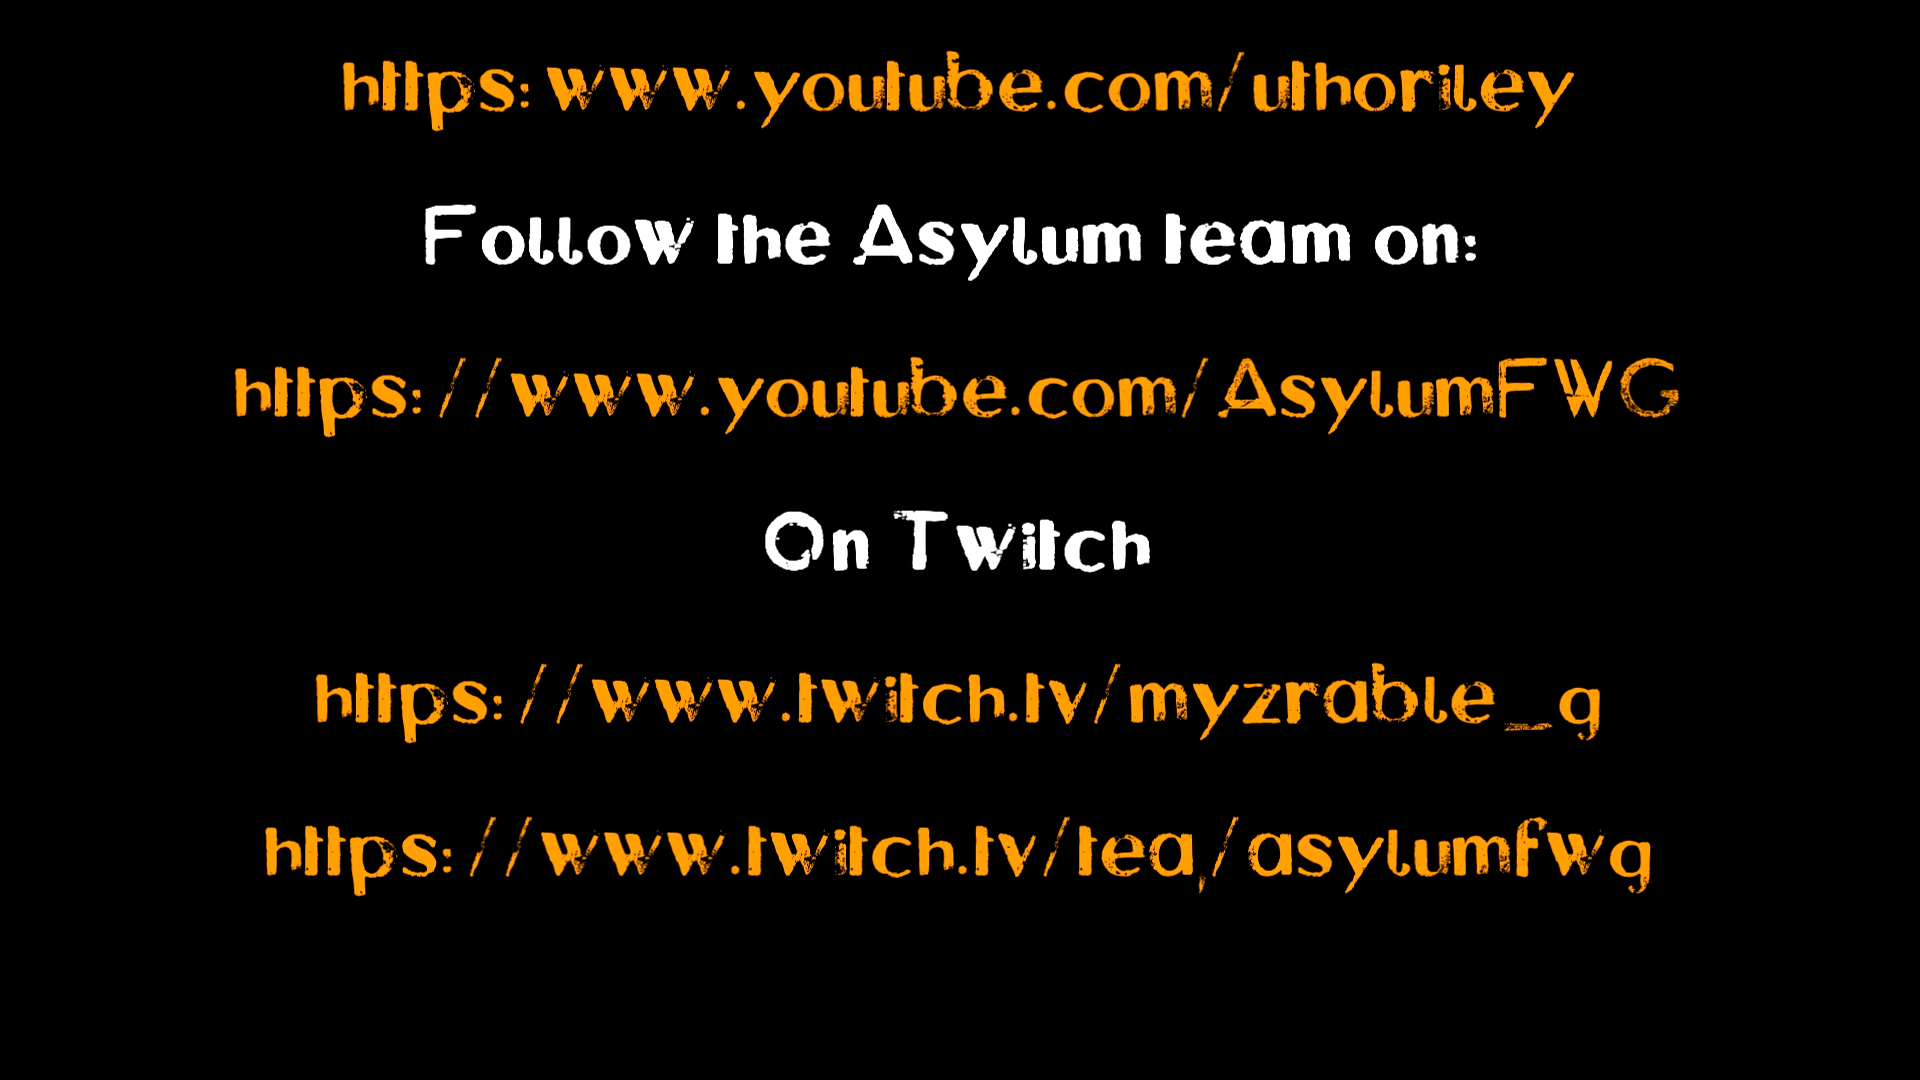 https:www.youtube.com/uthoriley
Follow the Asylum team on:
https://www.youtube.com/AsylumFWG
On Twitch
https://www.twitch.tv/myzrable_g
https://www.twitch.tv/tea,/asylumfwg